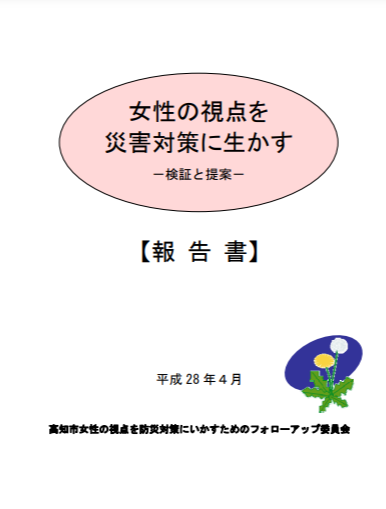 女性の視点を
災害対策に生かす
－検証と提案－
【報 告 書】
平成 28 年４月
高知市女性の視点を防災対策にいかすためのフォローアップ委員会